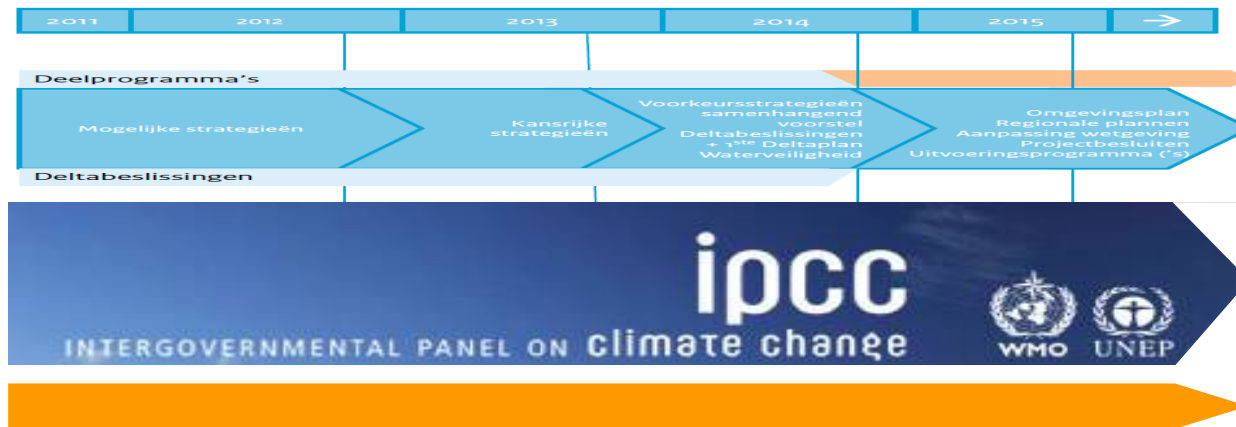 2011 2012 2013 2014 2015 →
Deelprogramma's
Mogelijke strategieën
Kansrijke
strategieën
Voorkeursstrategieën
samenhangend
voorstel
Deltabeslissingen
+ 1ste Deltaplan
Waterveiligheid
Omgevingsplan
Regionale plannen
Aanpassing wetgeving
Projectbesluiten
Uitvoeringsprogramma ('s)
Deltabeslissingen
ipcc
INTERGOVERNMENTAL PANEL ON climate change
WMO UNEP